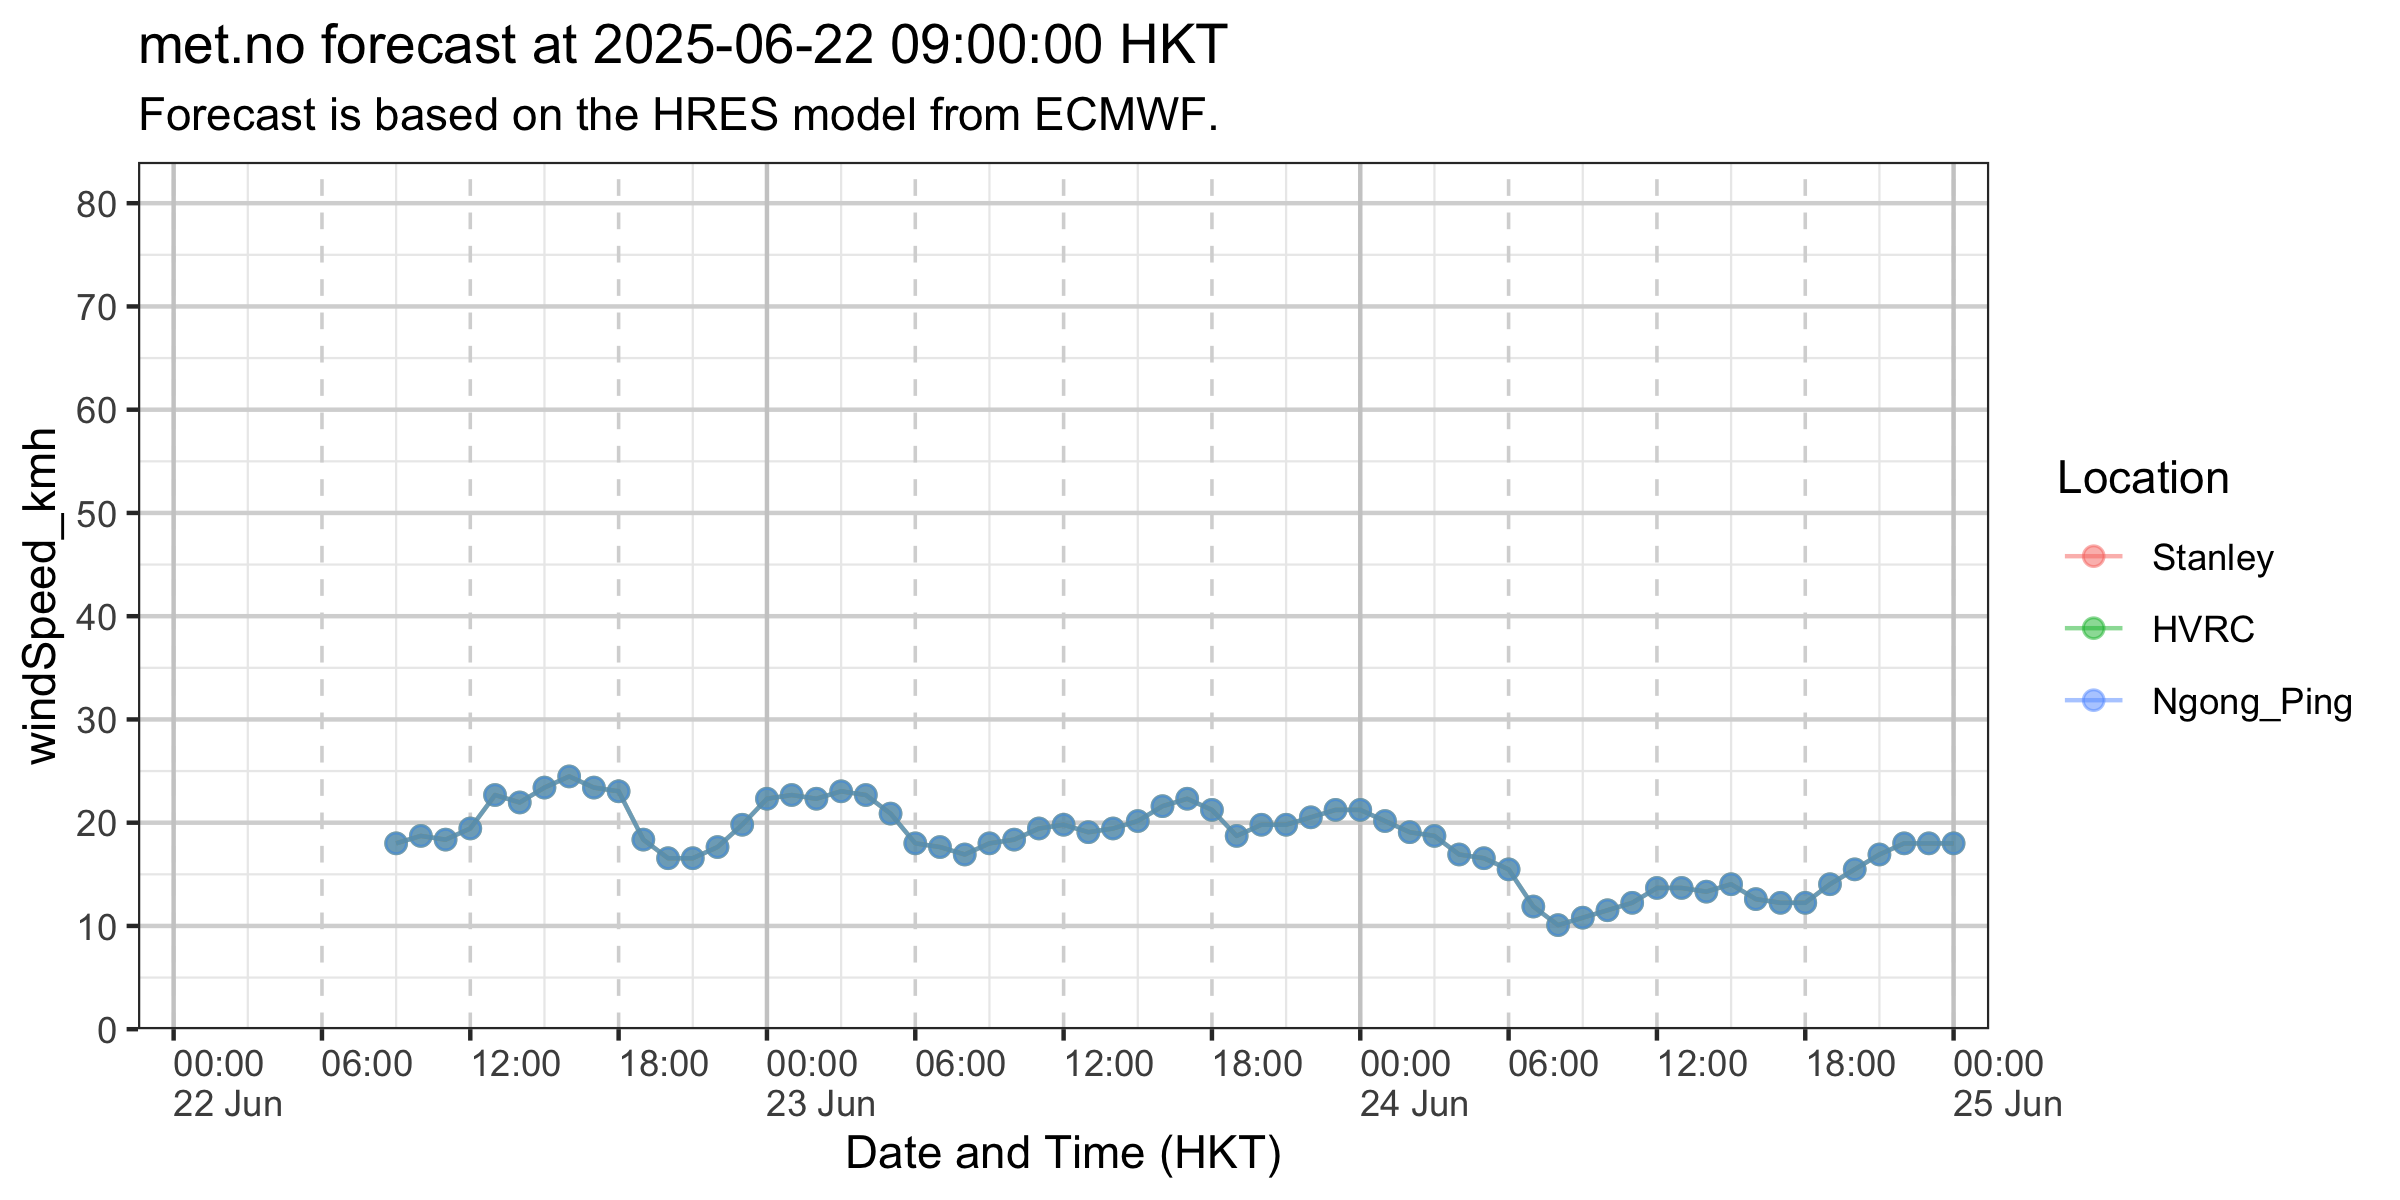 met.no forecast at 2025-06-22 09:00:00 HKT
Forecast is based on the HRES model from ECMWF.
windSpeed_kmh
80
70
60
50
40
30
20
10
0
00:00 06:00 12:00 18:00 00:00 06:00 12:00 18:00 00:00 06:00 12:00 18:00 00:00
22 Jun 23 Jun 24 Jun 25 Jun
Date and Time (HKT)
Location
Stanley
HVRC
Ngong_Ping